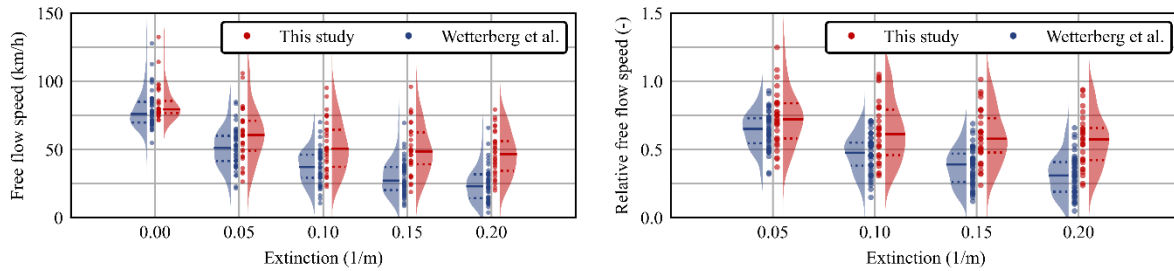 Free flow speed (km/h)
150
100
50
0
This study
Wetterberg et al.
0.00
0.05
0.10
0.15
0.20
Extinction (1/m)
Relative free flow speed (-)
1.5
1.0
0.5
0.0
This study
Wetterberg et al.
0.05
0.10
0.15
0.20
Extinction (1/m)